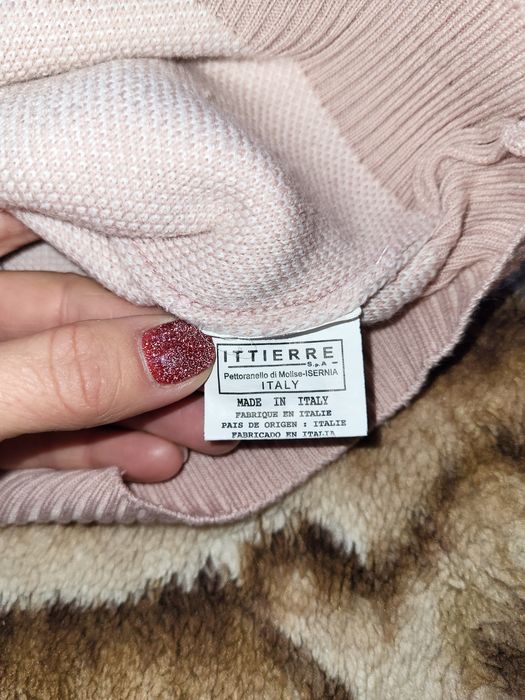 ITTIERRE
S.p.A
Pettoranello di Molise-ISERNIA
ITALY
MADE IN ITALY
FABRIQUE EN ITALIE
PAIS DE ORIGEN : ITALIE
FABRICADO EN ITALIA